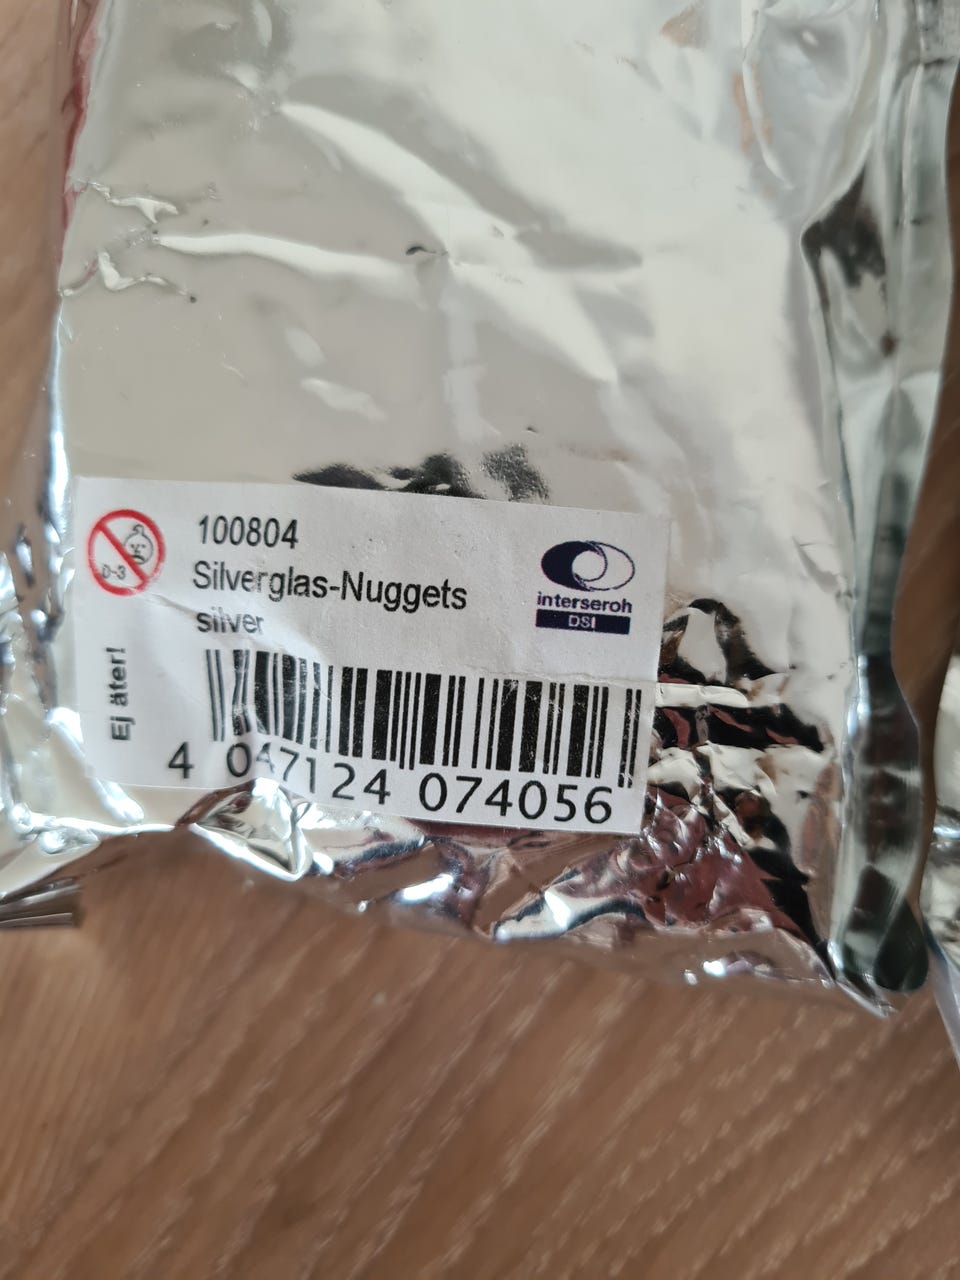 100804
Silverglas-Nuggets
silver
interseroh
DSI
0-3
Ej äter!
4 047124 074056